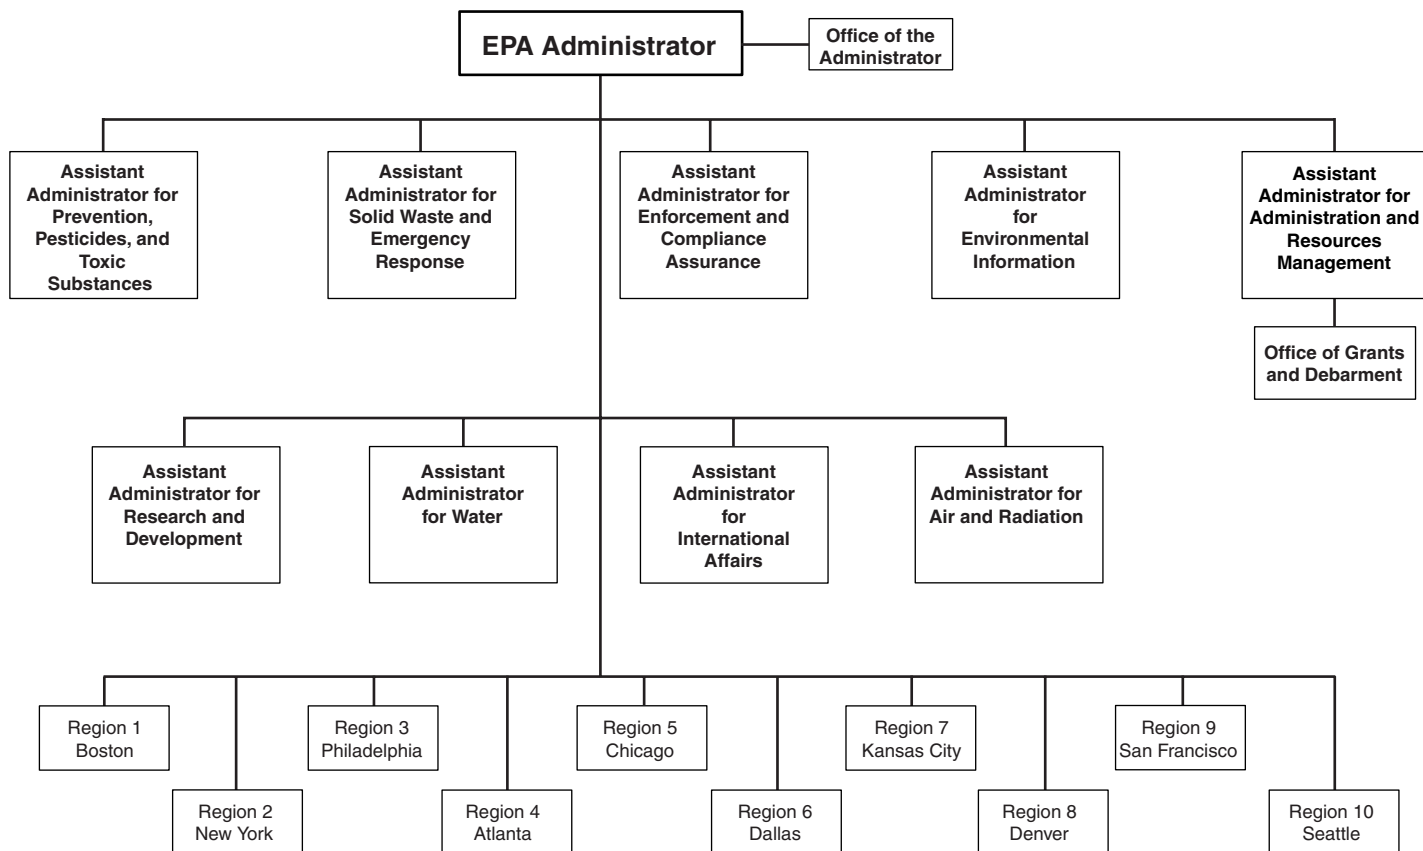 EPA Administrator
Office of the
Administrator
Assistant
Administrator for
Prevention,
Pesticides, and
Toxic
Substances
Assistant
Administrator for
Solid Waste and
Emergency
Response
Assistant
Administrator for
Enforcement and
Compliance
Assurance
Assistant
Administrator
for
Environmental
Information
Assistant
Administrator for
Administration and
Resources
Management
Office of Grants
and Debarment
Assistant
Administrator for
Research and
Development
Assistant
Administrator
for Water
Assistant
Administrator
for
International
Affairs
Assistant
Administrator for
Air and Radiation
Region 1
Boston
Region 2
New York
Region 3
Philadelphia
Region 4
Atlanta
Region 5
Chicago
Region 6
Dallas
Region 7
Kansas City
Region 8
Denver
Region 9
San Francisco
Region 10
Seattle